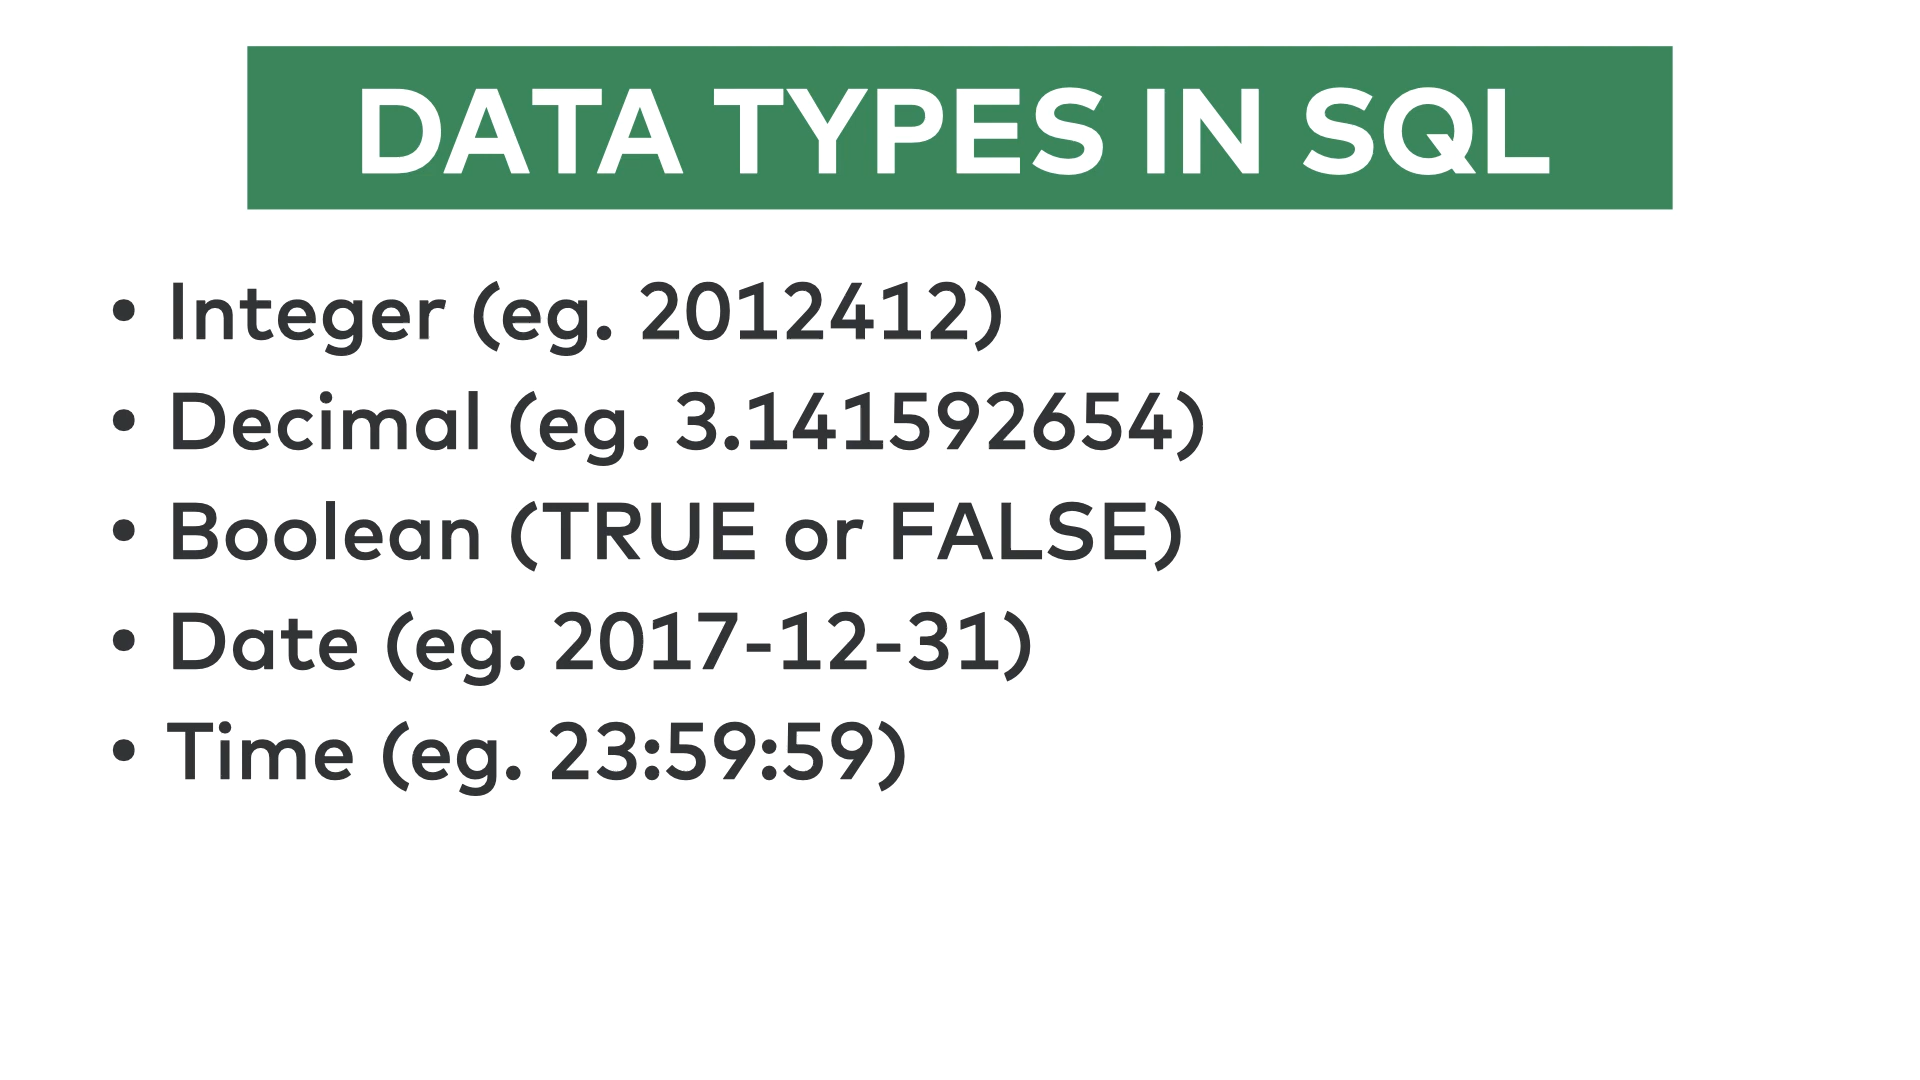 DATA TYPES IN SQL
• Integer (eg. 2012412)
• Decimal (eg. 3.141592654)
• Boolean (TRUE or FALSE)
• Date (eg. 2017-12-31)
• Time (eg. 23:59:59)